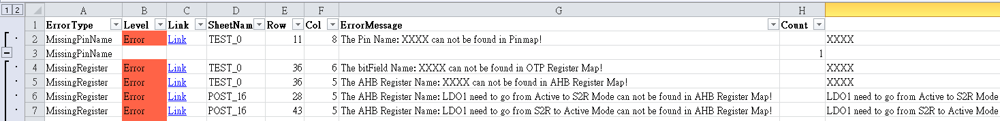 1 2 A B C D E F G H
1 ErrorType Level Link SheetNam Row Col ErrorMessage Count
2 MissingPinName Error Link TEST_0 11 8 The Pin Name: XXXX can not be found in Pinmap! XXXX
3 MissingPinName 1
4 MissingRegister Error Link TEST_0 36 6 The bitField Name: XXXX can not be found in OTP Register Map! XXXX
5 MissingRegister Error Link TEST_0 36 5 The AHB Register Name: XXXX can not be found in AHB Register Map! XXXX
6 MissingRegister Error Link POST_16 28 5 The AHB Register Name: LDO1 need to go from Active to S2R Mode can not be found in AHB Register Map! LDO1 need to go from Active to S2R Mode
7 MissingRegister Error Link POST_16 43 5 The AHB Register Name: LDO1 need to go from S2R to Active Mode can not be found in AHB Register Map! LDO1 need to go from S2R to Active Mode